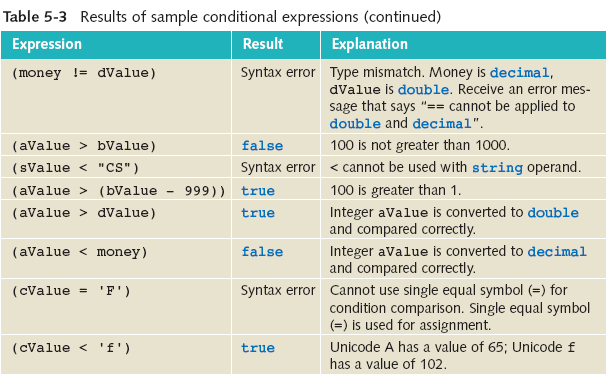 Table 5-3 Results of sample conditional expressions (continued)
Expression Result Explanation
(money != dValue) Syntax error Type mismatch. Money is decimal,
dValue is double. Receive an error mes-
sage that says “== cannot be applied to
double and decimal”.
(aValue > bValue) false 100 is not greater than 1000.
(sValue < "CS") Syntax error < cannot be used with string operand.
(aValue > (bValue – 999)) true 100 is greater than 1.
(aValue > dValue) true Integer aValue is converted to double
and compared correctly.
(aValue < money) false Integer aValue is converted to decimal
and compared correctly.
(cValue = 'F') Syntax error Cannot use single equal symbol (=) for
condition comparison. Single equal symbol
(=) is used for assignment.
(cValue < 'f') true Unicode A has a value of 65; Unicode f
has a value of 102.